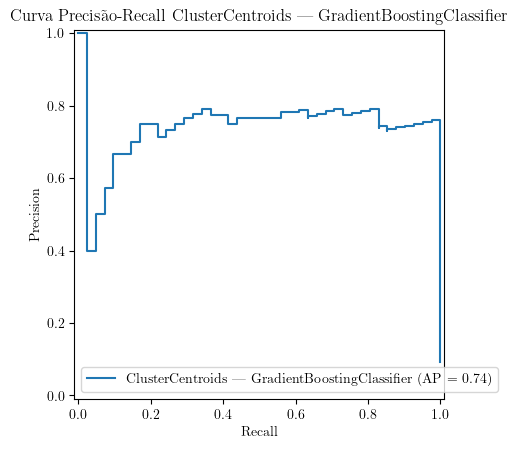 Curva Precisão-Recall ClusterCentroids — GradientBoostingClassifier
1.0
0.8
0.6
0.4
0.2
0.0
Precision
ClusterCentroids — GradientBoostingClassifier (AP = 0.74)
0.0 0.2 0.4 0.6 0.8 1.0
Recall